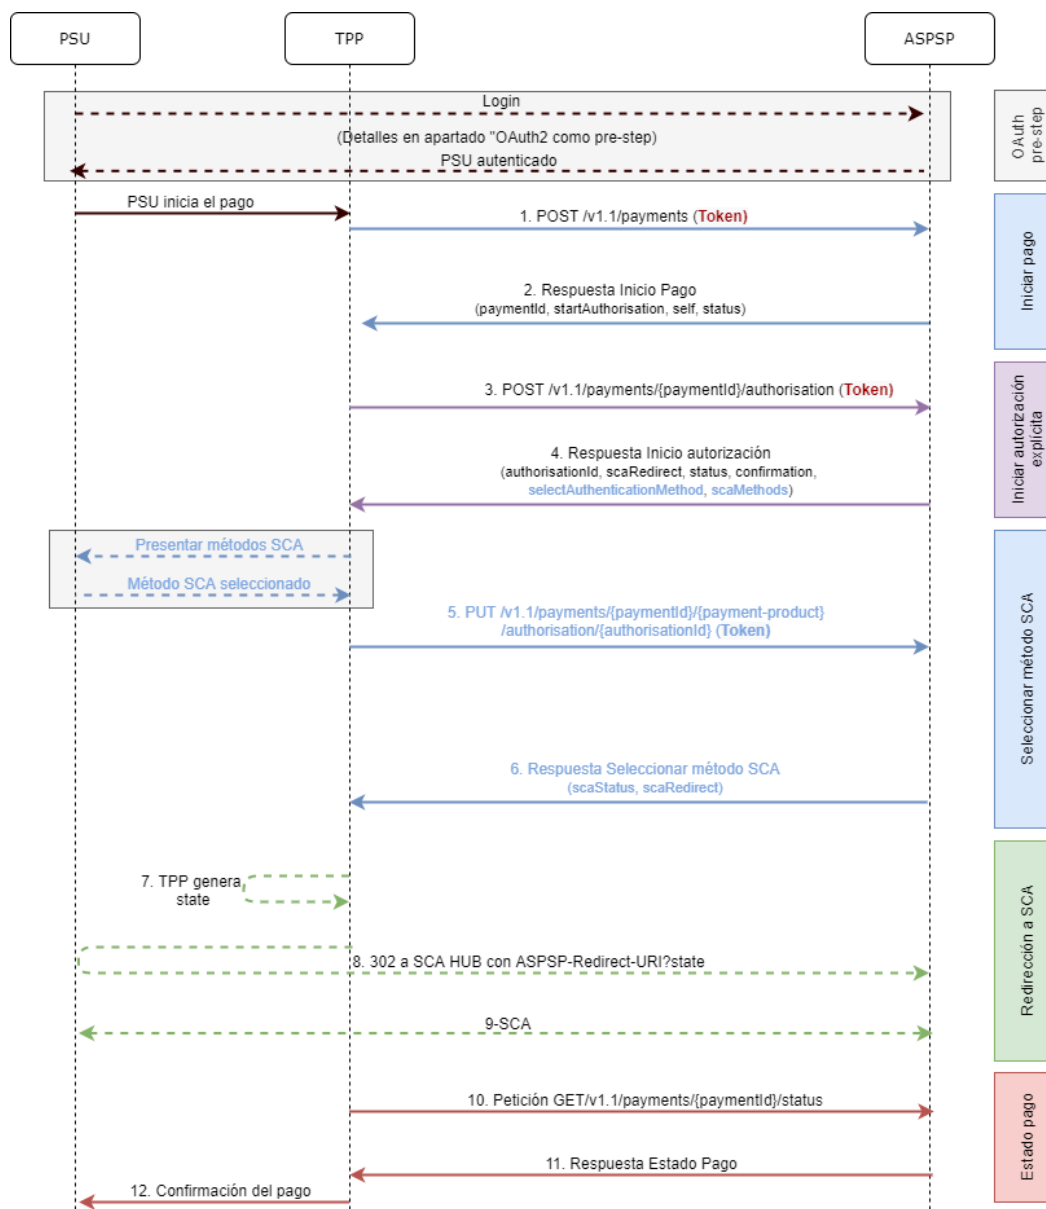 PSU
TPP
ASPSP
Login
(Detalles en apartado "OAuth2 como pre-step)
PSU autenticado
OAuth
pre-step
PSU inicia el pago
1. POST /v1.1/payments (Token)
2. Respuesta Inicio Pago
(paymentId, startAuthorisation, self, status)
Iniciar pago
3. POST /v1.1/payments/{paymentId}/authorisation (Token)
4. Respuesta Inicio autorización
(authorisationId, scaRedirect, status, confirmation,
selectAuthenticationMethod, scaMethods)
Iniciar autorización
explícita
Presentar métodos SCA
Método SCA seleccionado
5. PUT /v1.1/payments/{paymentId}/{payment-product}
/authorisation/{authorisationId} (Token)
6. Respuesta Seleccionar método SCA
(scaStatus, scaRedirect)
Seleccionar método SCA
7. TPP genera
state
8. 302 a SCA HUB con ASPSP-Redirect-URI?state
9-SCA
Redirección a SCA
10. Petición GET/v1.1/payments/{paymentId}/status
11. Respuesta Estado Pago
12. Confirmación del pago
Estado pago